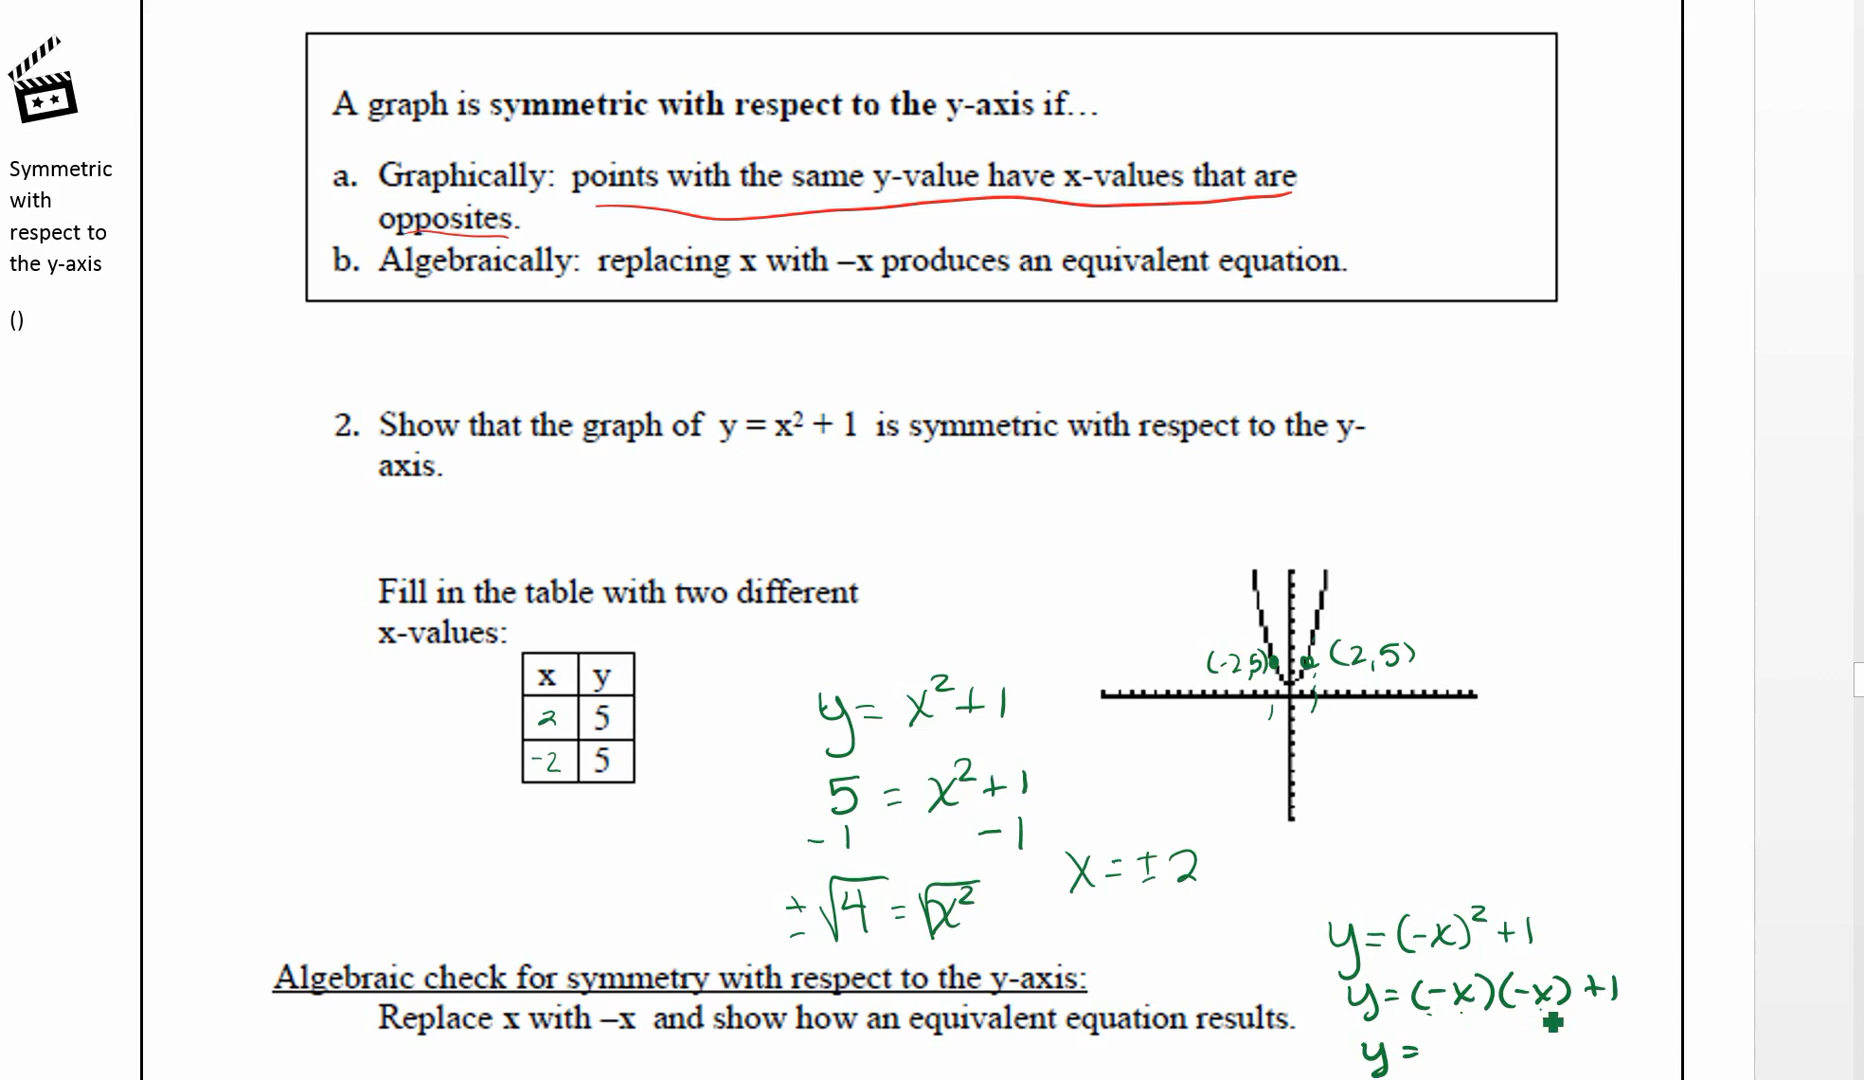 Symmetric
with
respect to
the y-axis
()
A graph is symmetric with respect to the y-axis if…
a. Graphically: points with the same y-value have x-values that are
opposites.
b. Algebraically: replacing x with –x produces an equivalent equation.
2. Show that the graph of y = x² + 1 is symmetric with respect to the y-
axis.
Fill in the table with two different
x-values:
x y
2 5
-2 5
y = x² + 1
5 = x² + 1
- 1 - 1
± √4 = √x²
x = ± 2
(-2,5) (2,5)
Algebraic check for symmetry with respect to the y-axis:
Replace x with –x and show how an equivalent equation results.
y = (-x)² + 1
y = (-x)(-x) + 1
y =